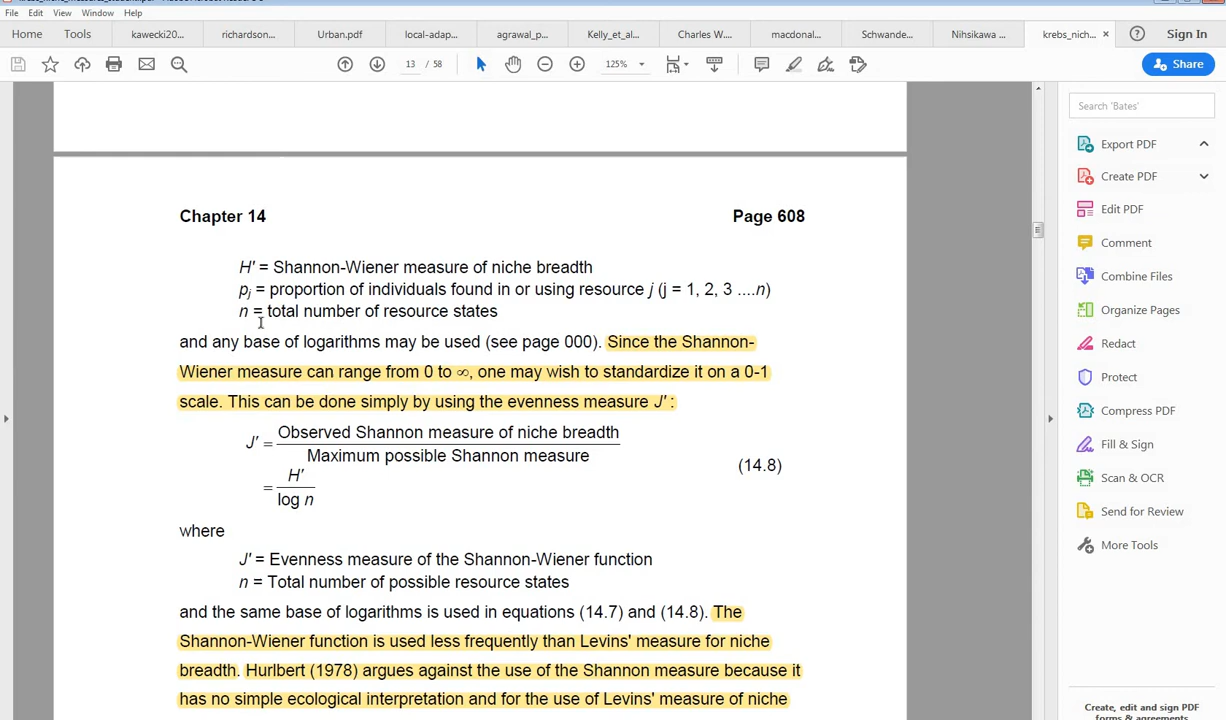 File Edit View Window Help
Home Tools kawecki20... richardson... Urban.pdf local-adap... agrawal_p... Kelly_et_al... Charles W.... macdonal... Schwande... Nihsikawa ... krebs_nich... × Sign In
13 / 58 125% Share
Search 'Bates'
Export PDF
Create PDF
Edit PDF
Comment
Combine Files
Organize Pages
Redact
Protect
Compress PDF
Fill & Sign
Scan & OCR
Send for Review
More Tools
Create, edit and sign PDF
forms & agreements
Chapter 14 Page 608
H' = Shannon-Wiener measure of niche breadth
pj = proportion of individuals found in or using resource j (j = 1, 2, 3 ....n)
n = total number of resource states
and any base of logarithms may be used (see page 000). Since the Shannon-
Wiener measure can range from 0 to ∞, one may wish to standardize it on a 0-1
scale. This can be done simply by using the evenness measure J' :
J' = Observed Shannon measure of niche breadth
Maximum possible Shannon measure
(14.8)
= H'
log n
where
J' = Evenness measure of the Shannon-Wiener function
n = Total number of possible resource states
and the same base of logarithms is used in equations (14.7) and (14.8). The
Shannon-Wiener function is used less frequently than Levins' measure for niche
breadth. Hurlbert (1978) argues against the use of the Shannon measure because it
has no simple ecological interpretation and for the use of Levins' measure of niche